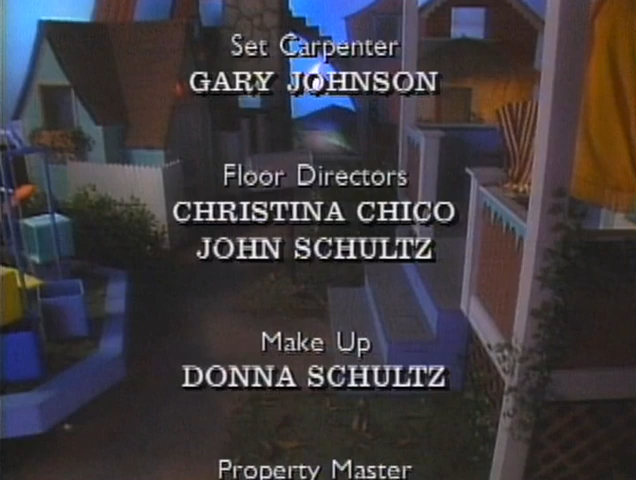 Set Carpenter
GARY JOHNSON
Floor Directors
CHRISTINA CHICO
JOHN SCHULTZ
Make Up
DONNA SCHULTZ
Property Master